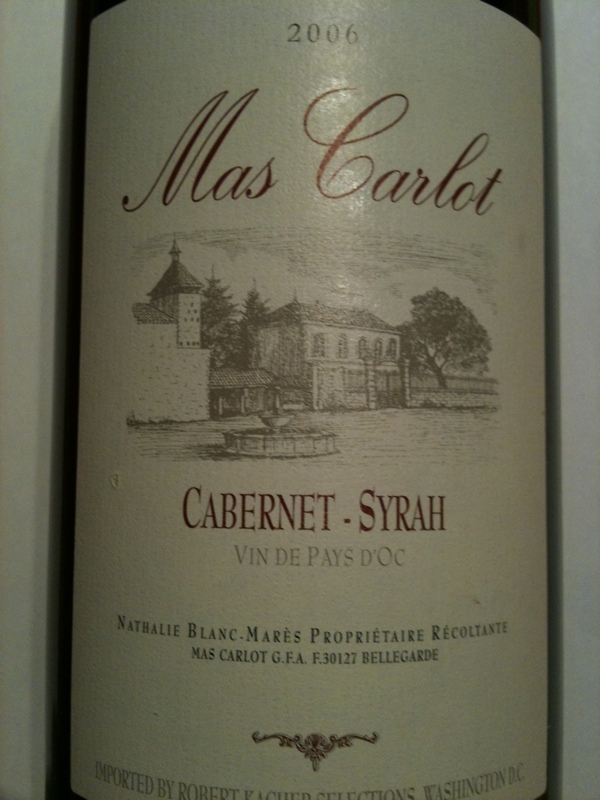 2006
Mas Carlot
CABERNET - SYRAH
VIN DE PAYS D'OC
NATHALIE BLANC-MARÈS PROPRIÉTAIRE RÉCOLTANTE
MAS CARLOT G.F.A. F.30127 BELLEGARDE
IMPORTED BY ROBERT KACHER SELECTIONS, WASHINGTON D.C.